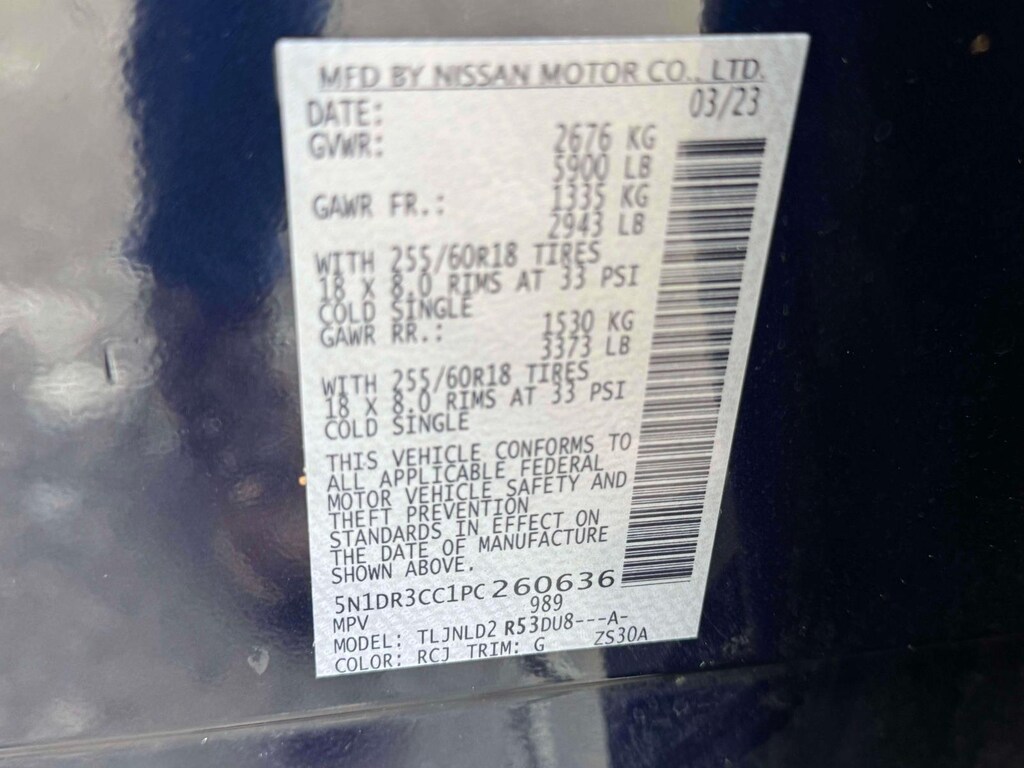 MFD BY NISSAN MOTOR CO., LTD.
DATE: 03/23
GVWR: 2676 KG
5900 LB
GAWR FR.: 1335 KG
2943 LB
WITH 255/60R18 TIRES
18 X 8.0 RIMS AT 33 PSI
COLD SINGLE
GAWR RR.: 1530 KG
3373 LB
WITH 255/60R18 TIRES
18 X 8.0 RIMS AT 33 PSI
COLD SINGLE
THIS VEHICLE CONFORMS TO
ALL APPLICABLE FEDERAL
MOTOR VEHICLE SAFETY AND
THEFT PREVENTION
STANDARDS IN EFFECT ON
THE DATE OF MANUFACTURE
SHOWN ABOVE.
5N1DR3CC1PC260636
MPV 989
MODEL: TLJNLD2 R53DU8---A-
COLOR: RCJ TRIM: G ZS30A